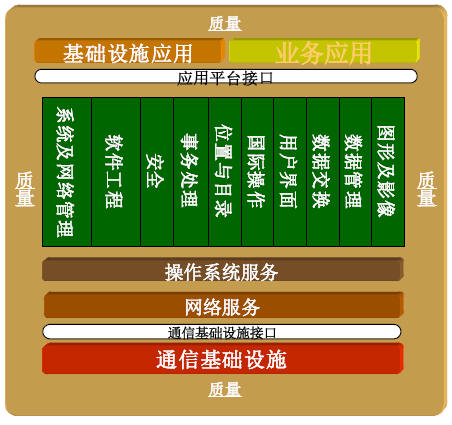 质量
基础设施应用
业务应用
应用平台接口
质量
系统及网络管理
软件工程
安全
事务处理
位置与目录
国际操作
用户界面
数据交换
数据管理
图形及影像
质量
操作系统服务
网络服务
通信基础设施接口
通信基础设施
质量